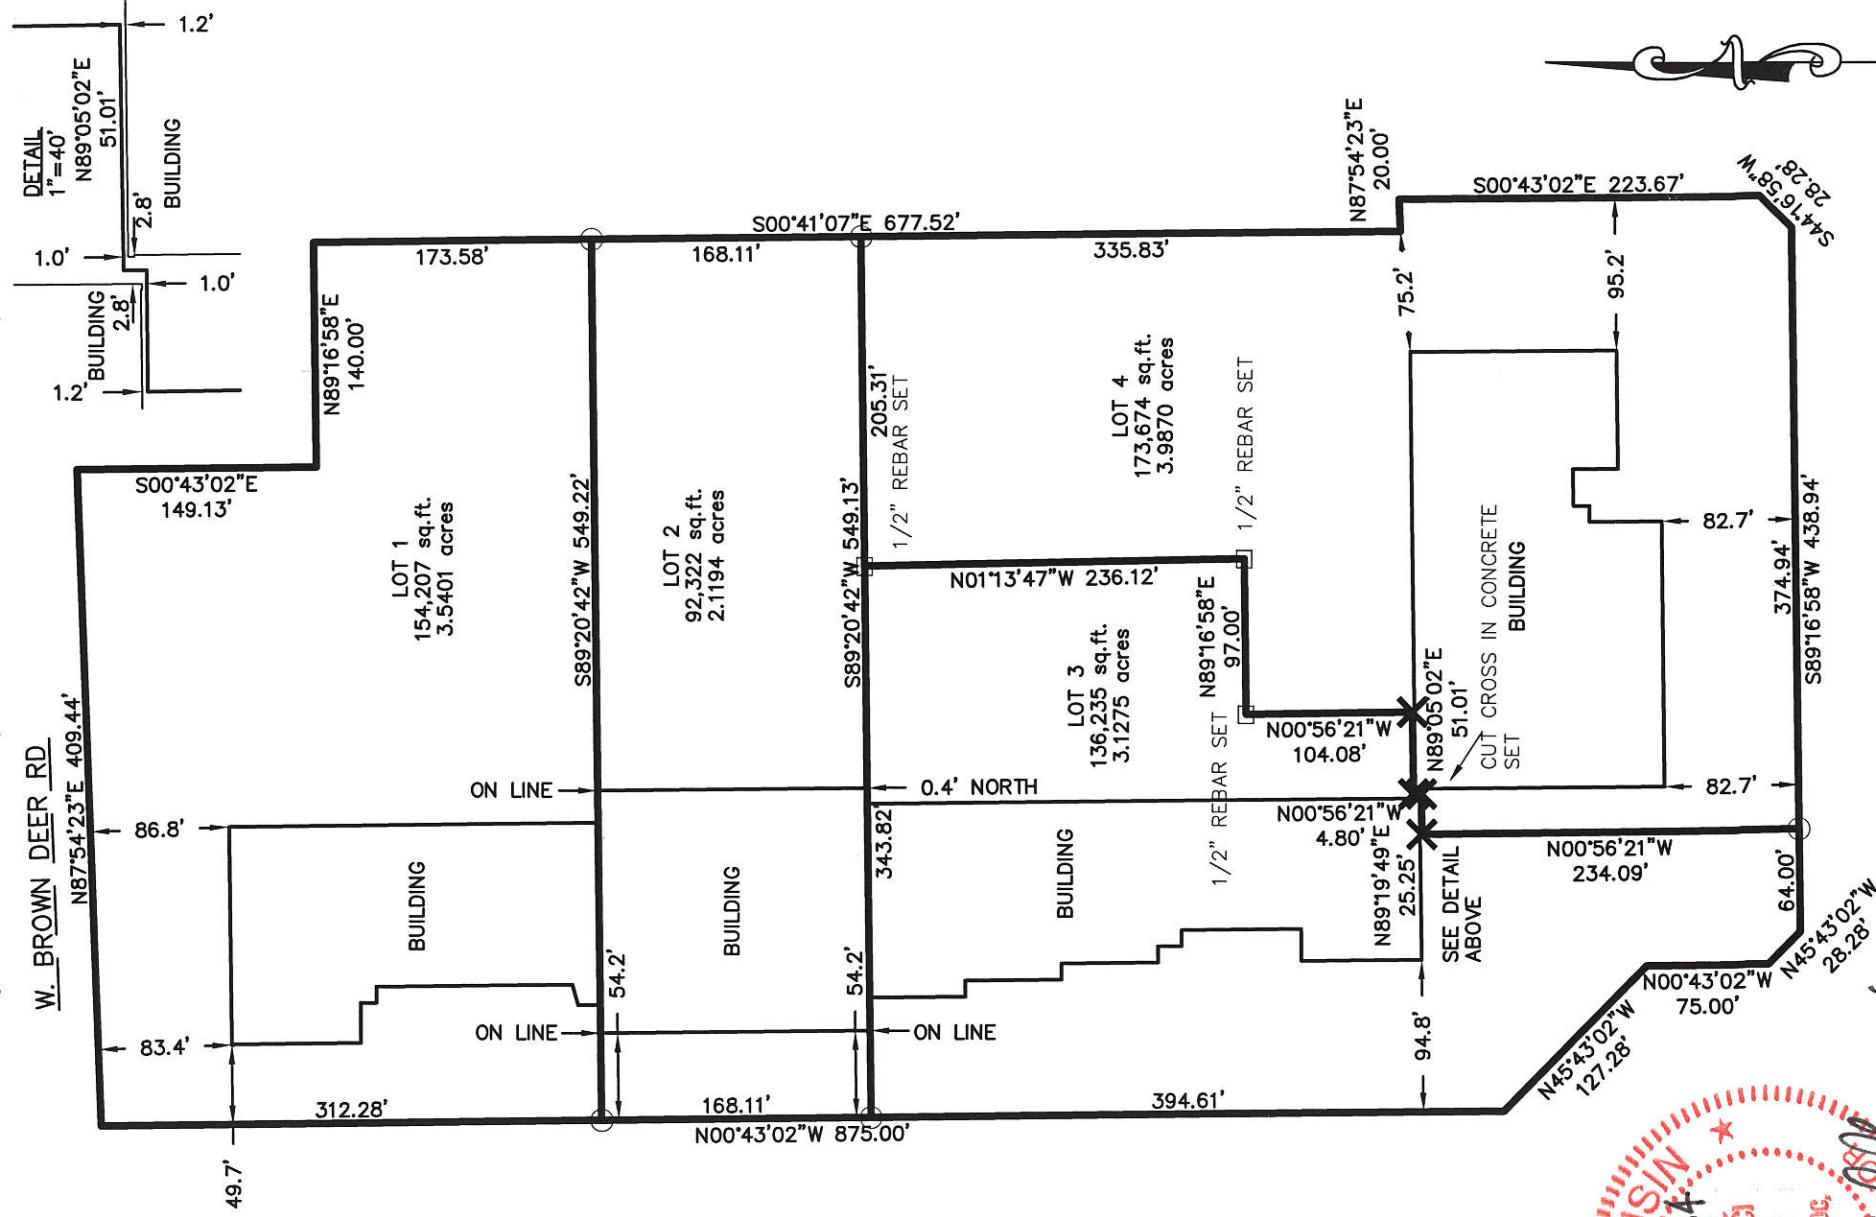 DETAIL
1"=40'
N89°05'02"E
51.01'
1.2'
2.8'
BUILDING
1.0'
1.0'
BUILDING
2.8'
1.2'
N87°54'23"E
20.00'
S00°43'02"E 223.67'
S44°16'58"W
28.28'
S00°41'07"E 677.52'
173.58'
168.11'
335.83'
75.2'
95.2'
N89°16'58"E
140.00'
S00°43'02"E
149.13'
LOT 1
154,207 sq.ft.
3.5401 acres
S89°20'42"W 549.22'
LOT 2
92,322 sq.ft.
2.1194 acres
S89°20'42"W 549.13'
205.31'
1/2" REBAR SET
LOT 4
173,674 sq.ft.
3.9870 acres
1/2" REBAR SET
82.7'
BUILDING
CUT CROSS IN CONCRETE
SET
374.94'
S89°16'58"W 438.94'
N01°13'47"W 236.12'
N89°16'58"E
97.00'
LOT 3
136,235 sq.ft.
3.1275 acres
1/2" REBAR SET
N00°56'21"W
104.08'
N89°05'02"E
51.01'
W. BROWN DEER RD
N87°54'23"E 409.44'
ON LINE
0.4' NORTH
82.7'
N00°56'21"W
4.80'
86.8'
BUILDING
BUILDING
343.82'
BUILDING
N89°19'49"E
25.25'
SEE DETAIL
ABOVE
N00°56'21"W
234.09'
64.00'
N45°43'02"W
28.28'
54.2'
54.2'
N00°43'02"W
75.00'
ON LINE
ON LINE
83.4'
94.8'
N45°43'02"W
127.28'
312.28'
168.11'
394.61'
N00°43'02"W 875.00'
49.7'